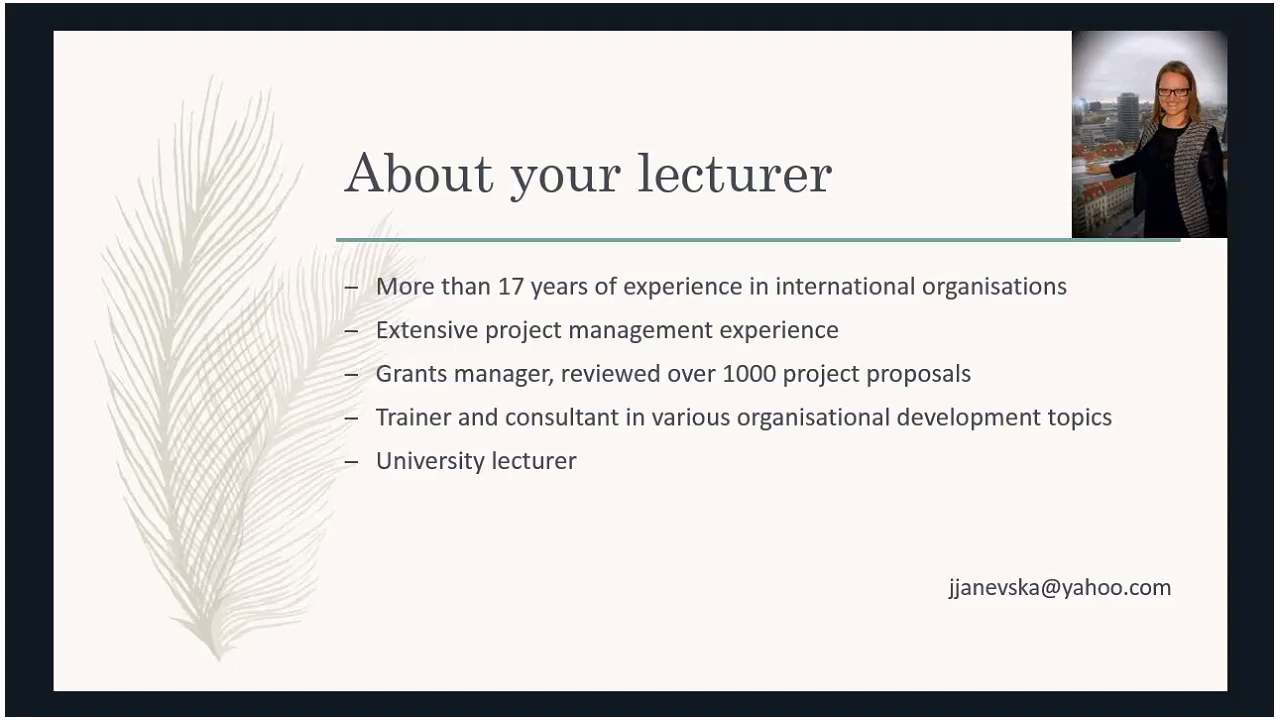 About your lecturer
– More than 17 years of experience in international organisations
– Extensive project management experience
– Grants manager, reviewed over 1000 project proposals
– Trainer and consultant in various organisational development topics
– University lecturer
jjanevska@yahoo.com